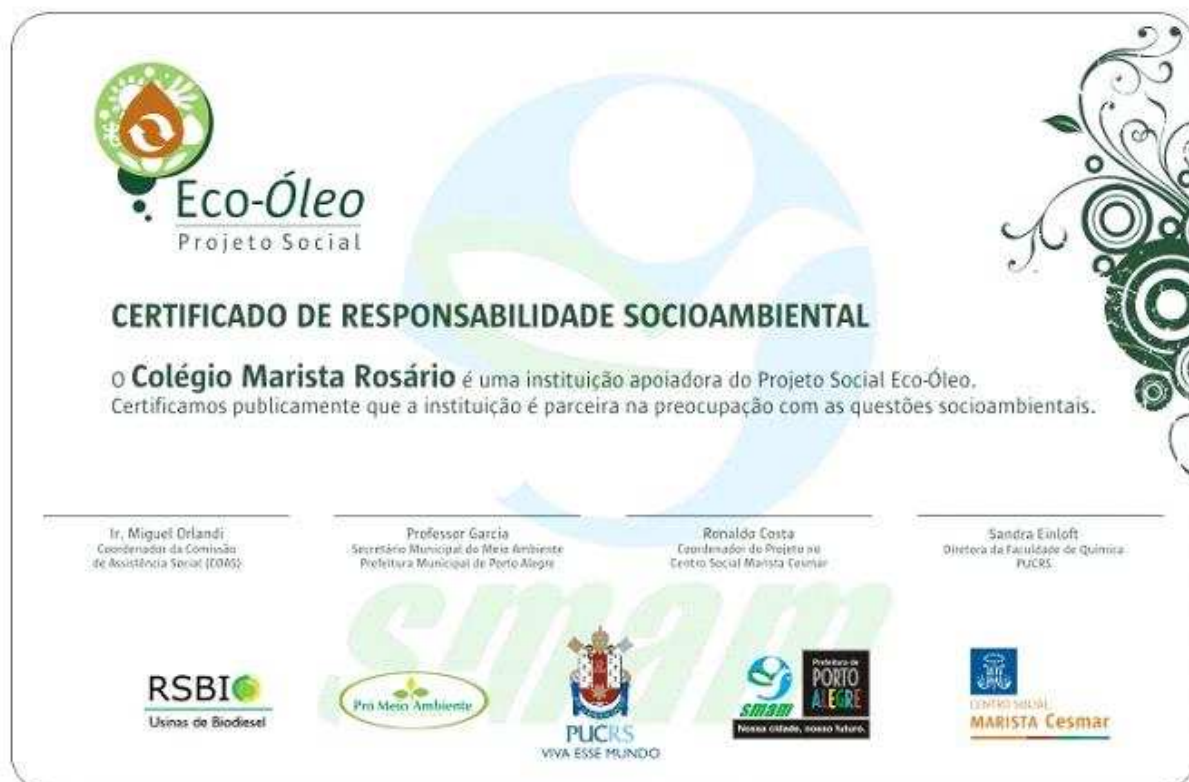 Eco-Óleo
Projeto Social
CERTIFICADO DE RESPONSABILIDADE SOCIOAMBIENTAL
O Colégio Marista Rosário é uma instituição apoiadora do Projeto Social Eco-Óleo.
Certificamos publicamente que a instituição é parceira na preocupação com as questões socioambientais.
Ir. Miguel Orlandi
Coordenador da Comissão
de Assistência Social (COAS)
Professor Garcia
Secretário Municipal do Meio Ambiente
Prefeitura Municipal de Porto Alegre
Ronaldo Costa
Coordenador do Projeto no
Centro Social Marista Cesmar
Sandra Einloft
Diretora da Faculdade de Química
PUCRS
smam
RSBIO
Usinas de Biodiesel
Pró Meio Ambiente
PUCRS
VIVA ESSE MUNDO
smam
Prefeitura de
PORTO
ALEGRE
Nossa cidade, nosso futuro.
CENTRO SOCIAL
MARISTA Cesmar